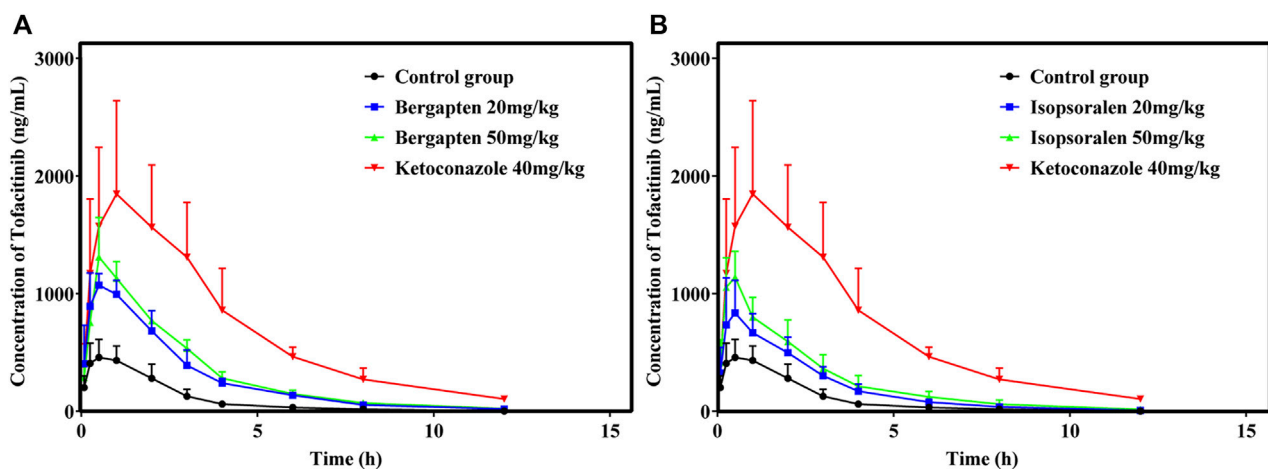 A
Concentration of Tofacitinib (ng/mL)
3000
2000
1000
0
Control group
Bergapten 20mg/kg
Bergapten 50mg/kg
Ketoconazole 40mg/kg
0 5 10 15
Time (h)
B
Concentration of Tofacitinib (ng/mL)
3000
2000
1000
0
Control group
Isopsoralen 20mg/kg
Isopsoralen 50mg/kg
Ketoconazole 40mg/kg
0 5 10 15
Time (h)